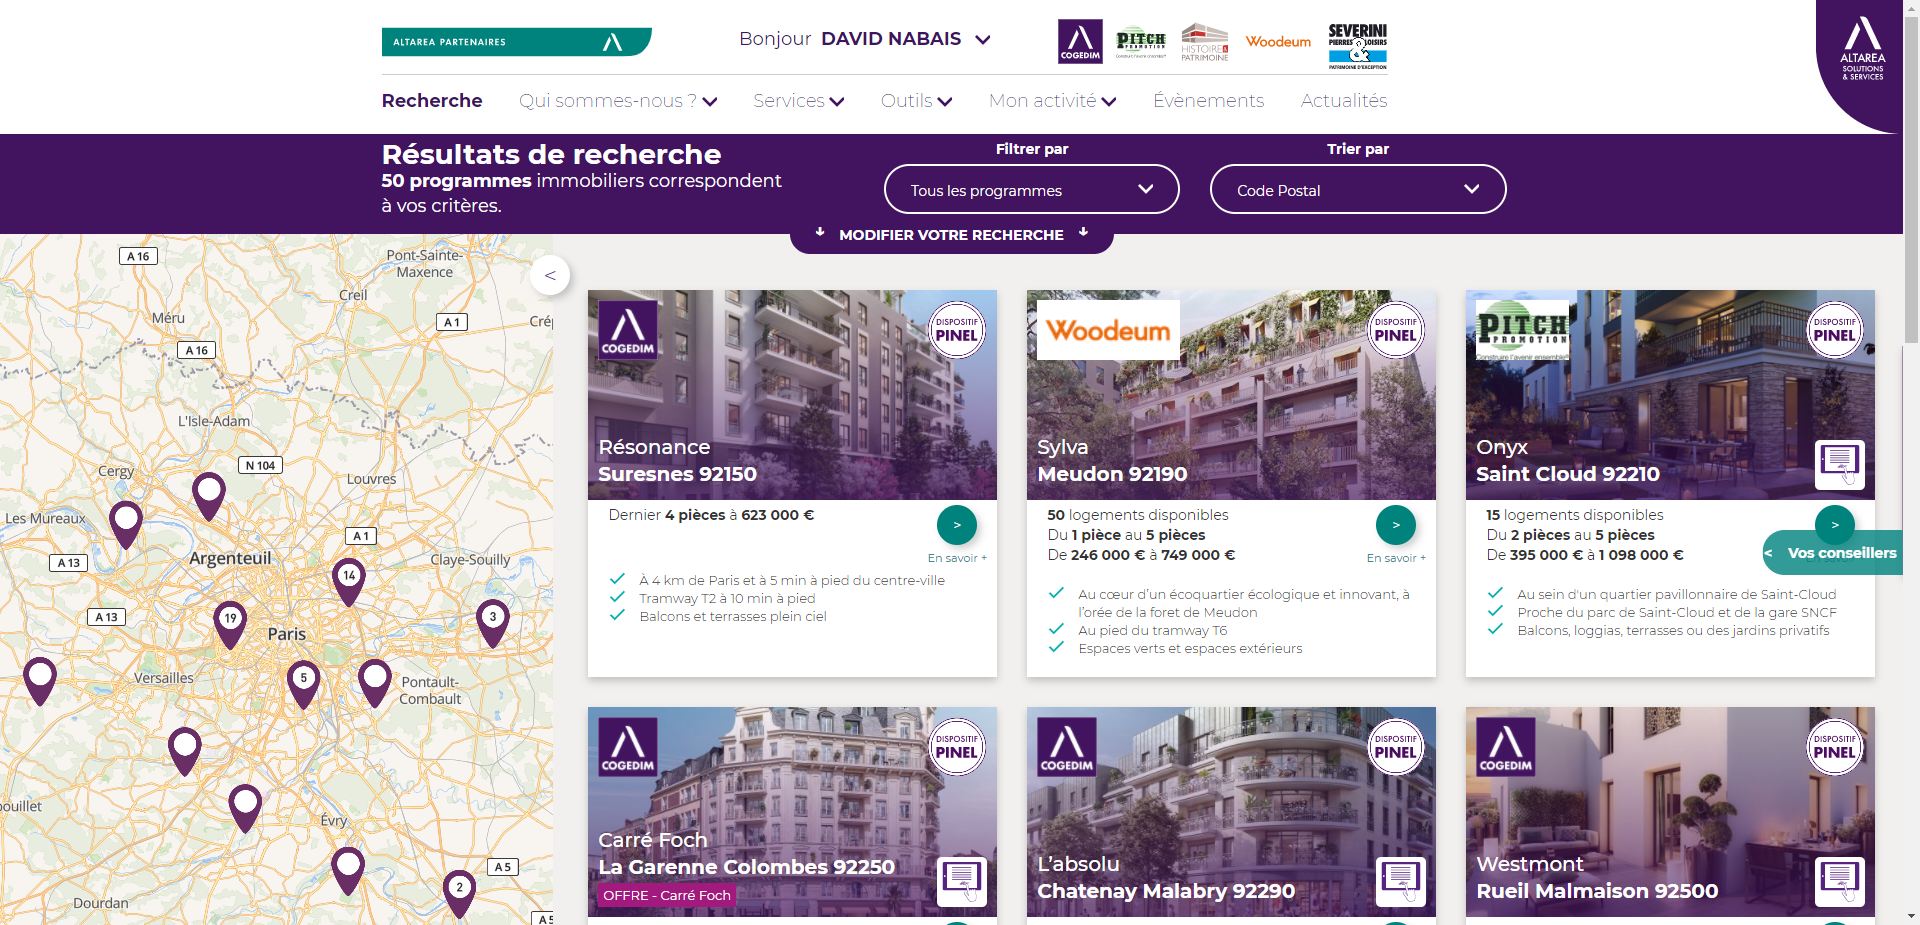 ALTAREA PARTENAIRES
Bonjour DAVID NABAIS
COGEDIM
PITCH
PROMOTION
Construire l'avenir ensemble®
HISTOIRE &
PATRIMOINE
Woodeum
SEVERINI
PIERRES & LOISIRS
PATRIMOINE D'EXCEPTION
ALTAREA
SOLUTIONS
& SERVICES
Recherche
Qui sommes-nous ?
Services
Outils
Mon activité
Évènements
Actualités
Résultats de recherche
50 programmes immobiliers correspondent
à vos critères.
Filtrer par
Tous les programmes
Trier par
Code Postal
MODIFIER VOTRE RECHERCHE
A 16
Pont-Sainte-
Maxence
<
Creil
Méru
A 1
Cré
A 16
L'Isle-Adam
Cergy
N 104
Louvres
Les Mureaux
A 1
Argenteuil
Claye-Souilly
A 13
14
A 13
19
3
Paris
Versailles
5
Pontault-
Combault
bouillet
Évry
A 5
2
Dourdan
A 5
COGEDIM
DISPOSITIF
PINEL
Résonance
Suresnes 92150
Dernier 4 pièces à 623 000 €
>
En savoir +
À 4 km de Paris et à 5 min à pied du centre-ville
Tramway T2 à 10 min à pied
Balcons et terrasses plein ciel
Woodeum
DISPOSITIF
PINEL
Sylva
Meudon 92190
50 logements disponibles
Du 1 pièce au 5 pièces
De 246 000 € à 749 000 €
>
En savoir +
Au cœur d'un écoquartier écologique et innovant, à
l'orée de la foret de Meudon
Au pied du tramway T6
Espaces verts et espaces extérieurs
PITCH
PROMOTION
Construire l'avenir ensemble®
DISPOSITIF
PINEL
Onyx
Saint Cloud 92210
15 logements disponibles
Du 2 pièces au 5 pièces
De 395 000 € à 1 098 000 €
>
< Vos conseillers
Au sein d'un quartier pavillonnaire de Saint-Cloud
Proche du parc de Saint-Cloud et de la gare SNCF
Balcons, loggias, terrasses ou des jardins privatifs
COGEDIM
DISPOSITIF
PINEL
Carré Foch
La Garenne Colombes 92250
OFFRE - Carré Foch
COGEDIM
DISPOSITIF
PINEL
L'absolu
Chatenay Malabry 92290
COGEDIM
DISPOSITIF
PINEL
Westmont
Rueil Malmaison 92500